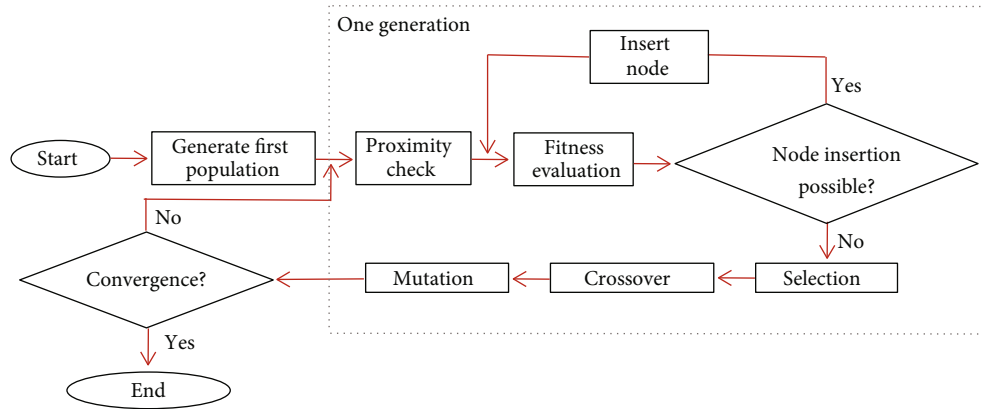 One generation
Insert
node
Yes
Start
Generate first
population
Proximity
check
Fitness
evaluation
Node insertion
possible?
No
No
Convergence?
Mutation
Crossover
Selection
Yes
End